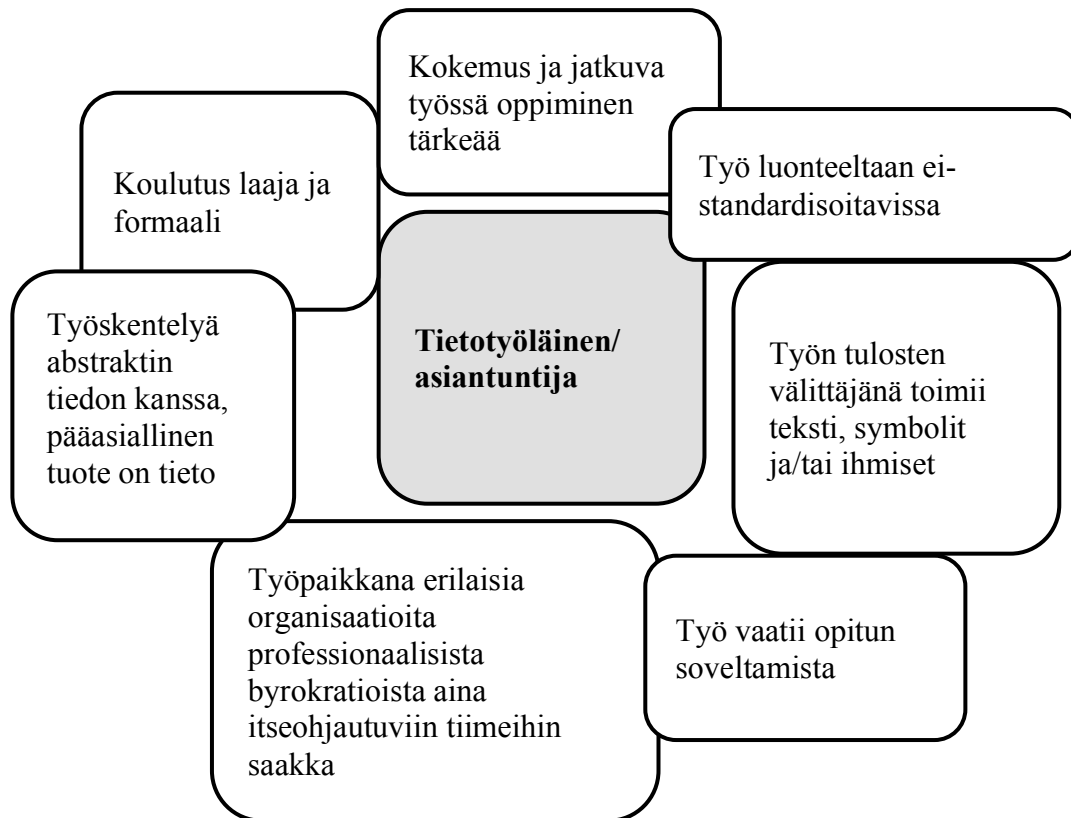 Kokemus ja jatkuva
työssä oppiminen
tärkeää
Koulutus laaja ja
formaali
Työ luonteeltaan ei-
standardisoitavissa
Työskentelyä
abstraktin
tiedon kanssa,
pääasiallinen
tuote on tieto
Tietotyöläinen/
asiantuntija
Työn tulosten
välittäjänä toimii
teksti, symbolit
ja/tai ihmiset
Työpaikkana erilaisia
organisaatioita
professionaalisista
byrokratioista aina
itseohjautuviin tiimeihin
saakka
Työ vaatii opitun
soveltamista